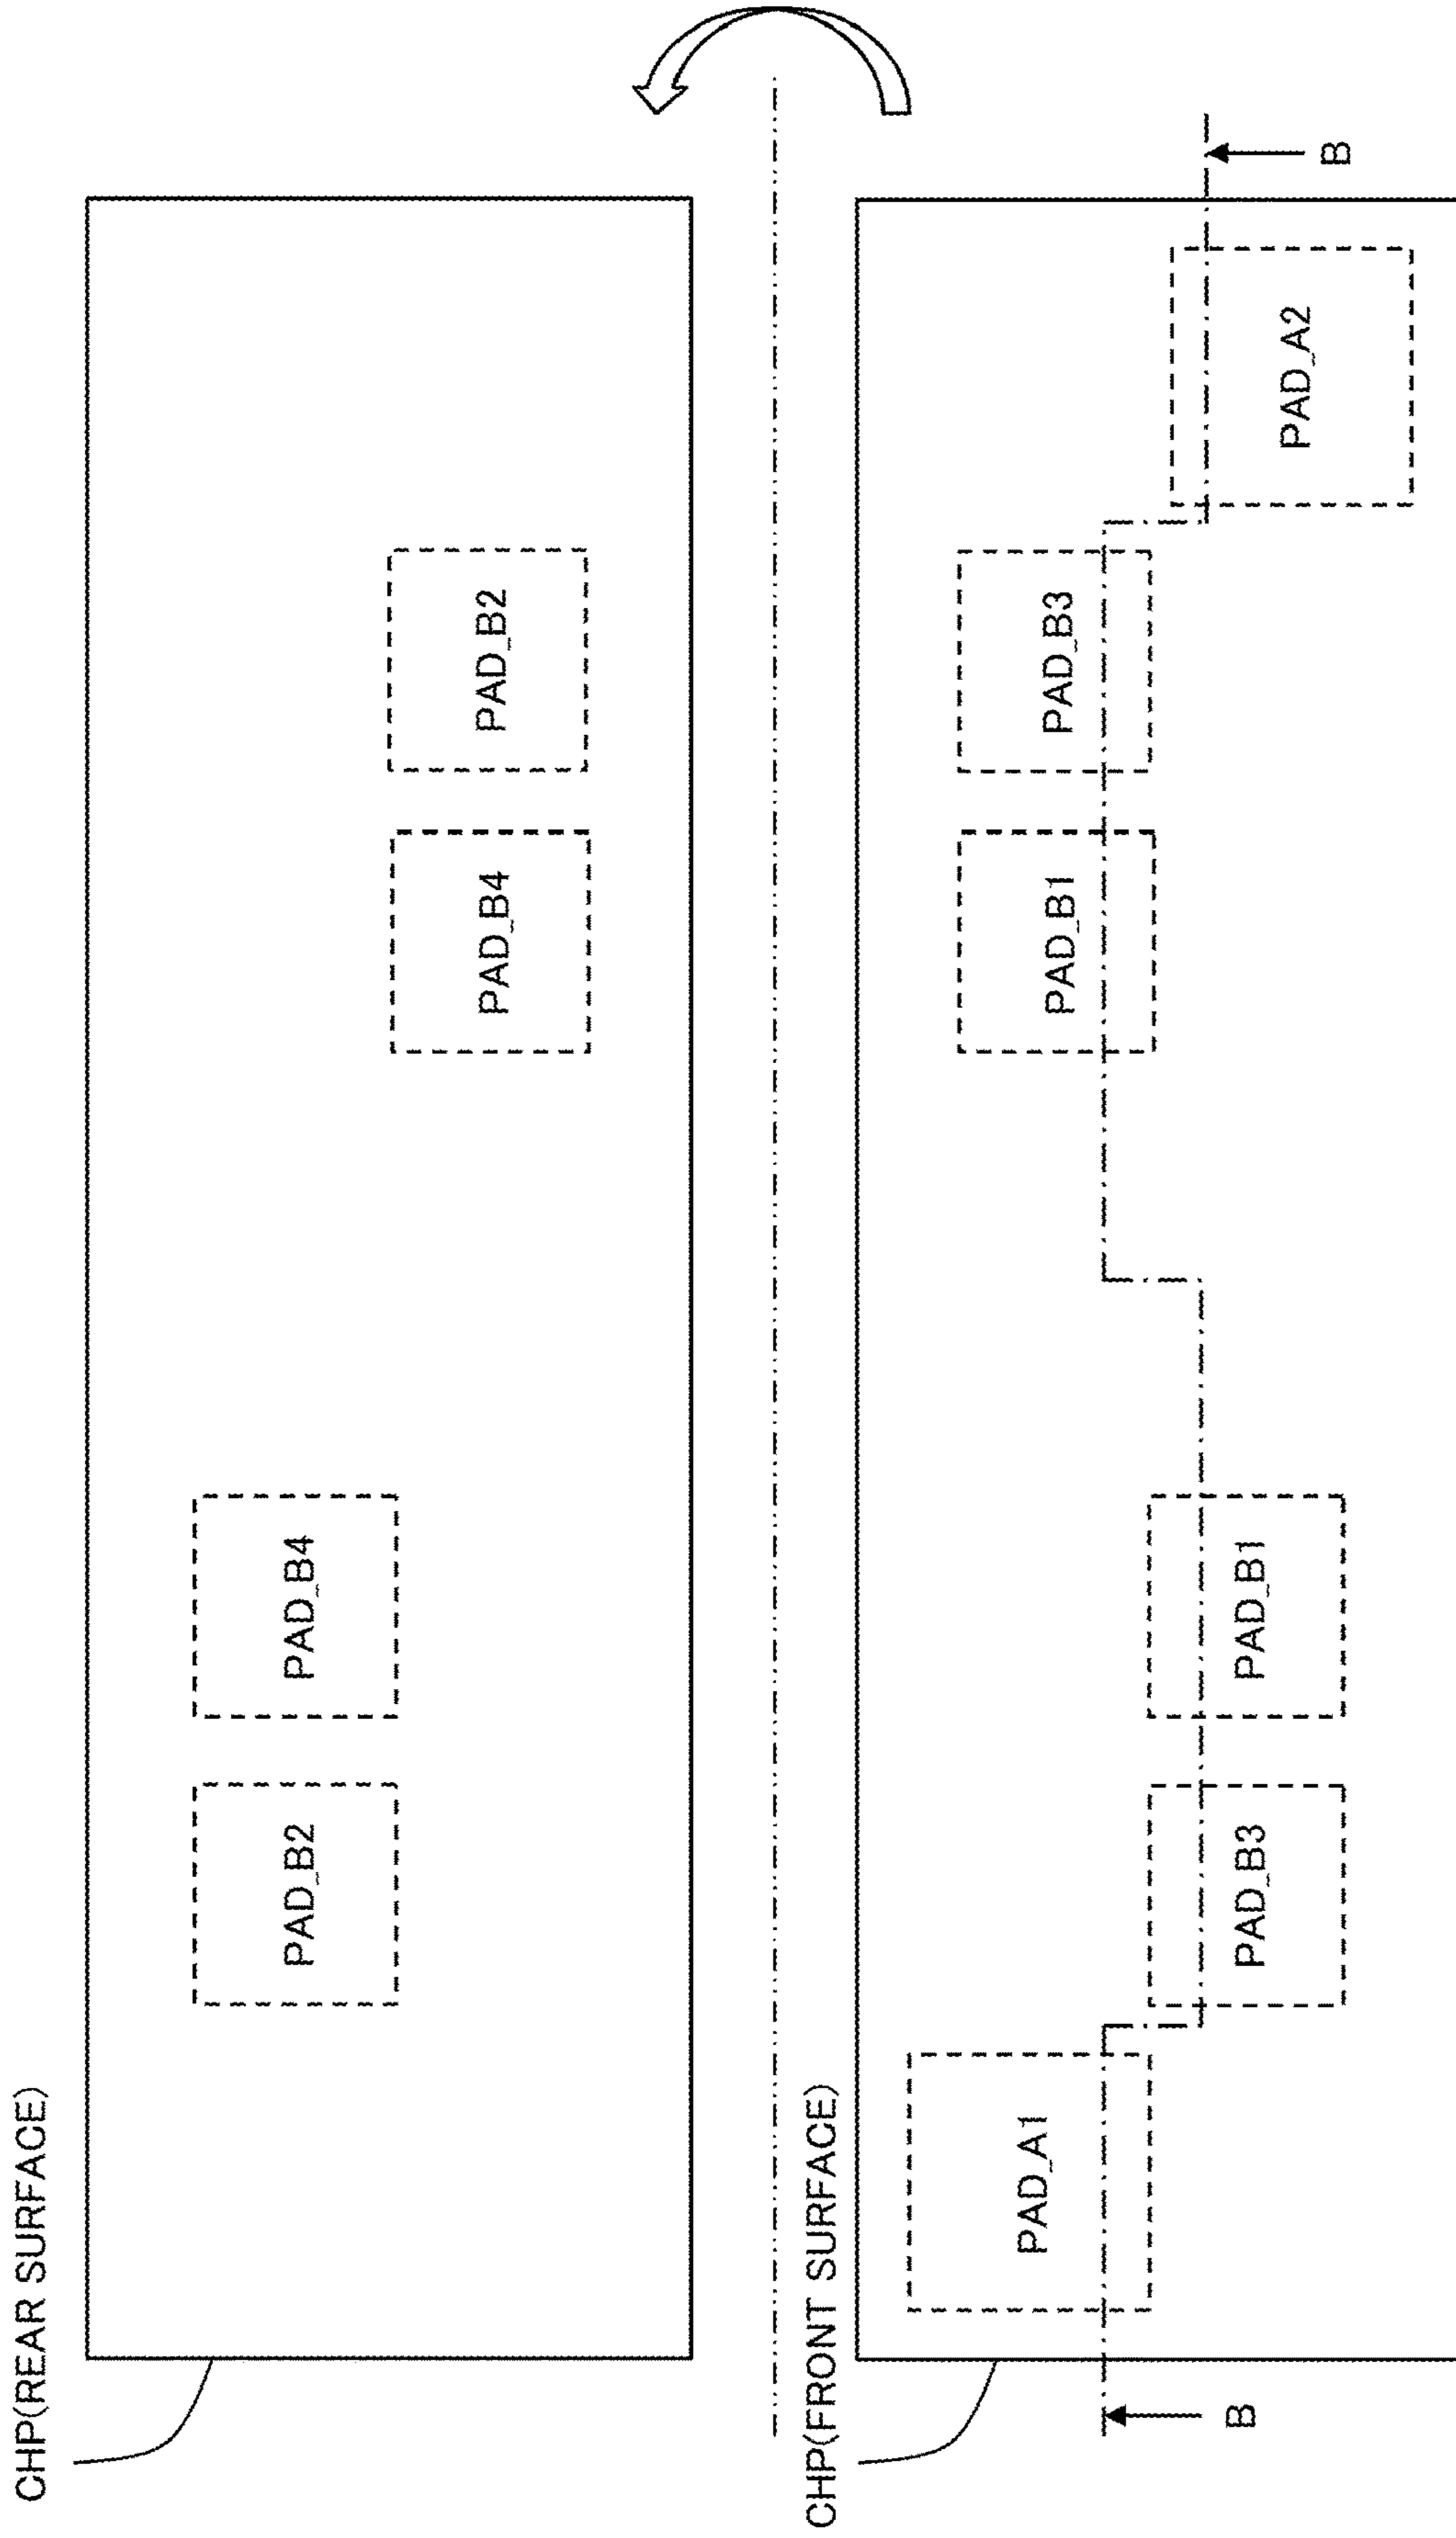 CHP(REAR SURFACE)
PAD_B2
PAD_B4
PAD_B4
PAD_B2
CHP(FRONT SURFACE)
PAD_A1
PAD_B1
PAD_B3
PAD_B3
PAD_B1
PAD_A2
B
B